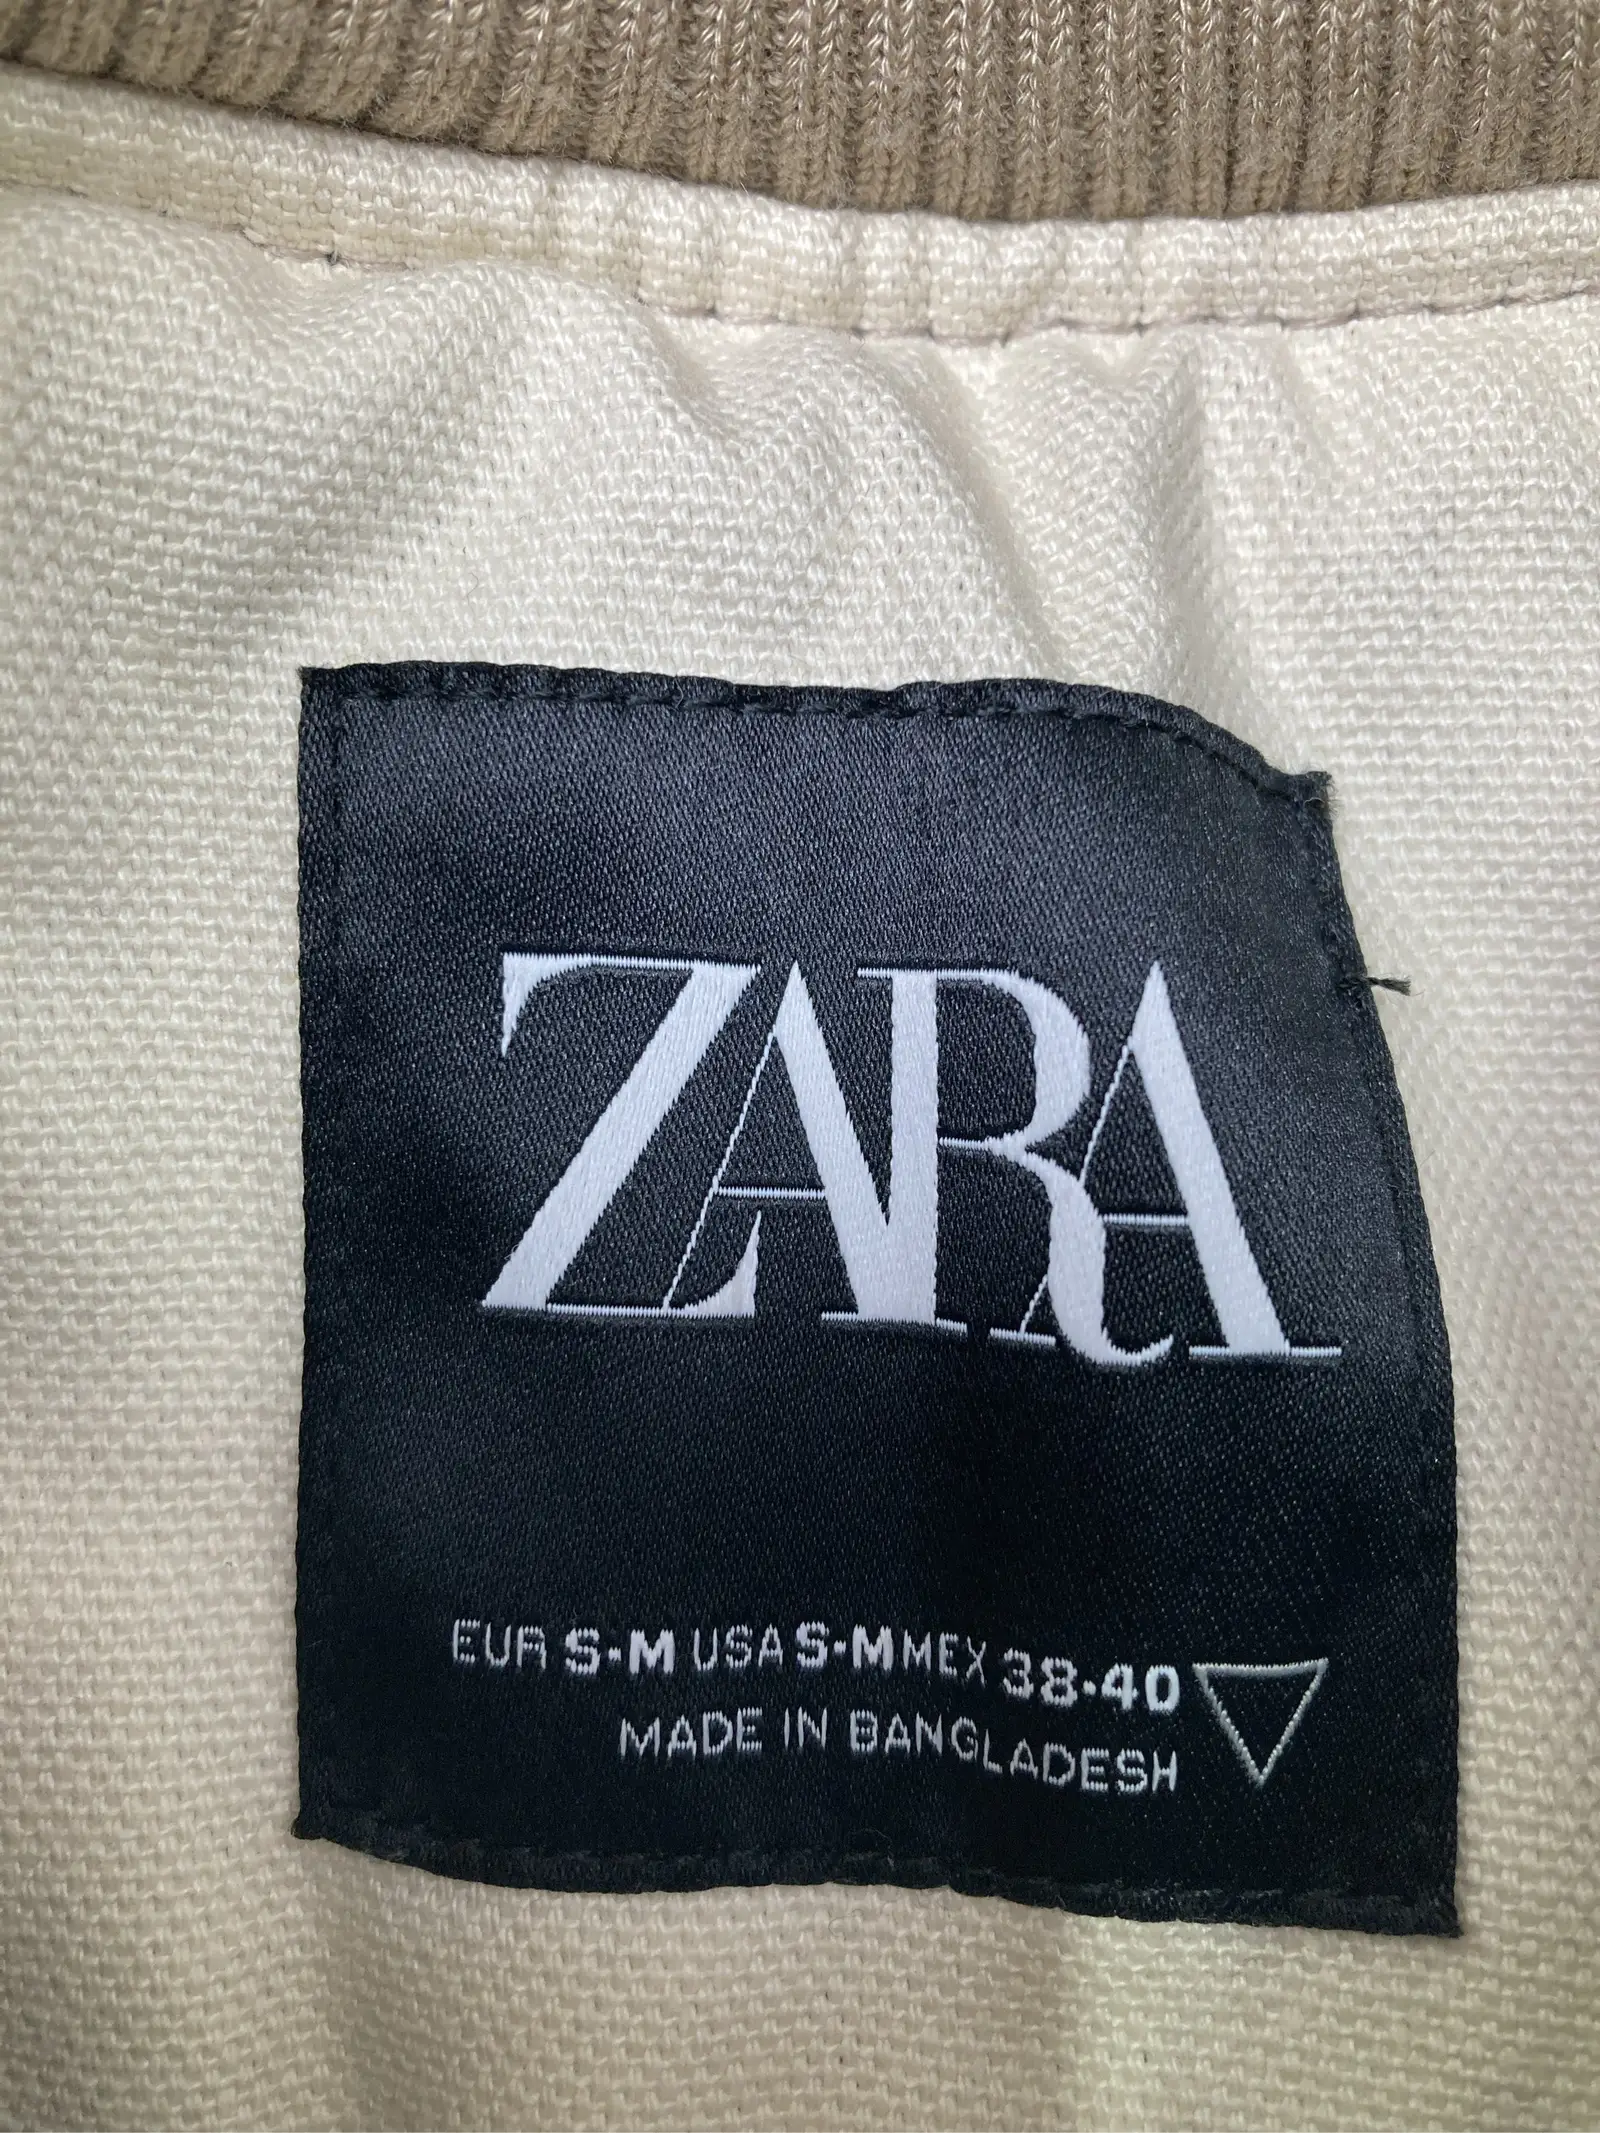 ZARA
EUR S-M USA S-M MEX 38-40
MADE IN BANGLADESH